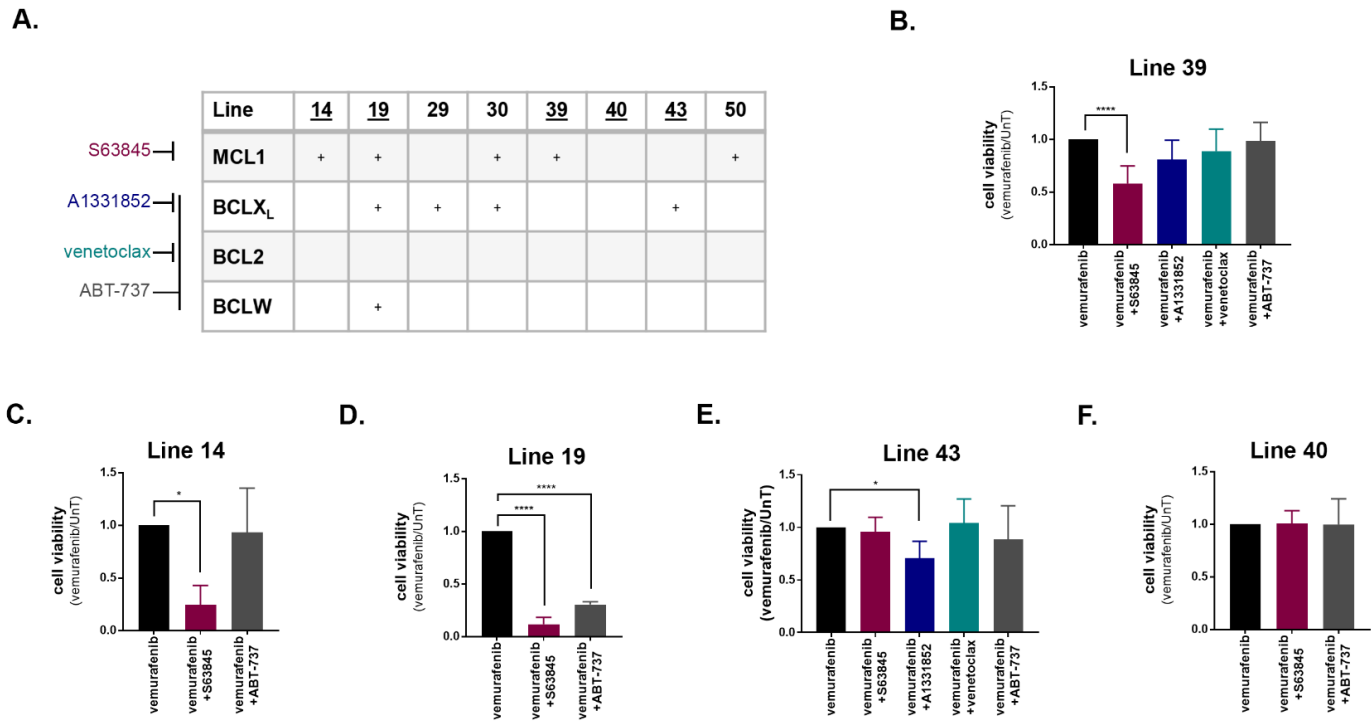 A.
Line 14 19 29 30 39 40 43 50
S63845 MCL1 + + + + +
A1331852 BCLXL + + + +
venetoclax BCL2
ABT-737 BCLW +
B.
Line 39
cell viability
(vemurafenib/UnT)
1.5
1.0
0.5
0.0
****
vemurafenib
vemurafenib
+S63845
vemurafenib
+A1331852
vemurafenib
+venetoclax
vemurafenib
+ABT-737
C.
Line 14
cell viability
(vemurafenib/UnT)
1.5
1.0
0.5
0.0
*
vemurafenib
vemurafenib
+S63845
vemurafenib
+ABT-737
D.
Line 19
cell viability
(vemurafenib/UnT)
1.5
1.0
0.5
0.0
****
****
vemurafenib
vemurafenib
+S63845
vemurafenib
+ABT-737
E.
Line 43
cell viability
(vemurafenib/UnT)
1.5
1.0
0.5
0.0
*
vemurafenib
vemurafenib
+S63845
vemurafenib
+A1331852
vemurafenib
+venetoclax
vemurafenib
+ABT-737
F.
Line 40
cell viability
(vemurafenib/UnT)
1.5
1.0
0.5
0.0
vemurafenib
vemurafenib
+S63845
vemurafenib
+ABT-737